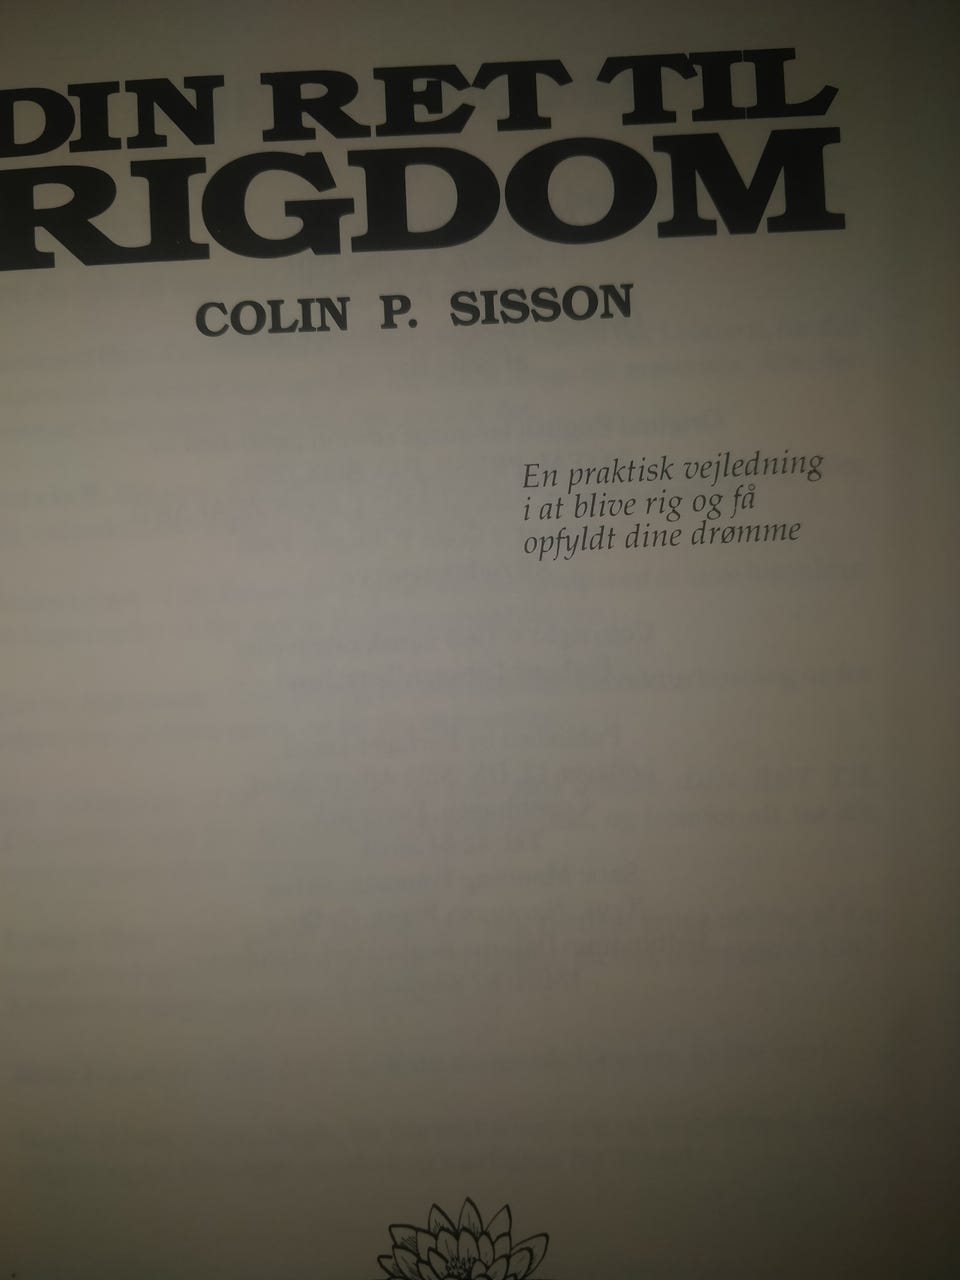 DIN RET TIL
RIGDOM
COLIN P. SISSON
En praktisk vejledning
i at blive rig og få
opfyldt dine drømme